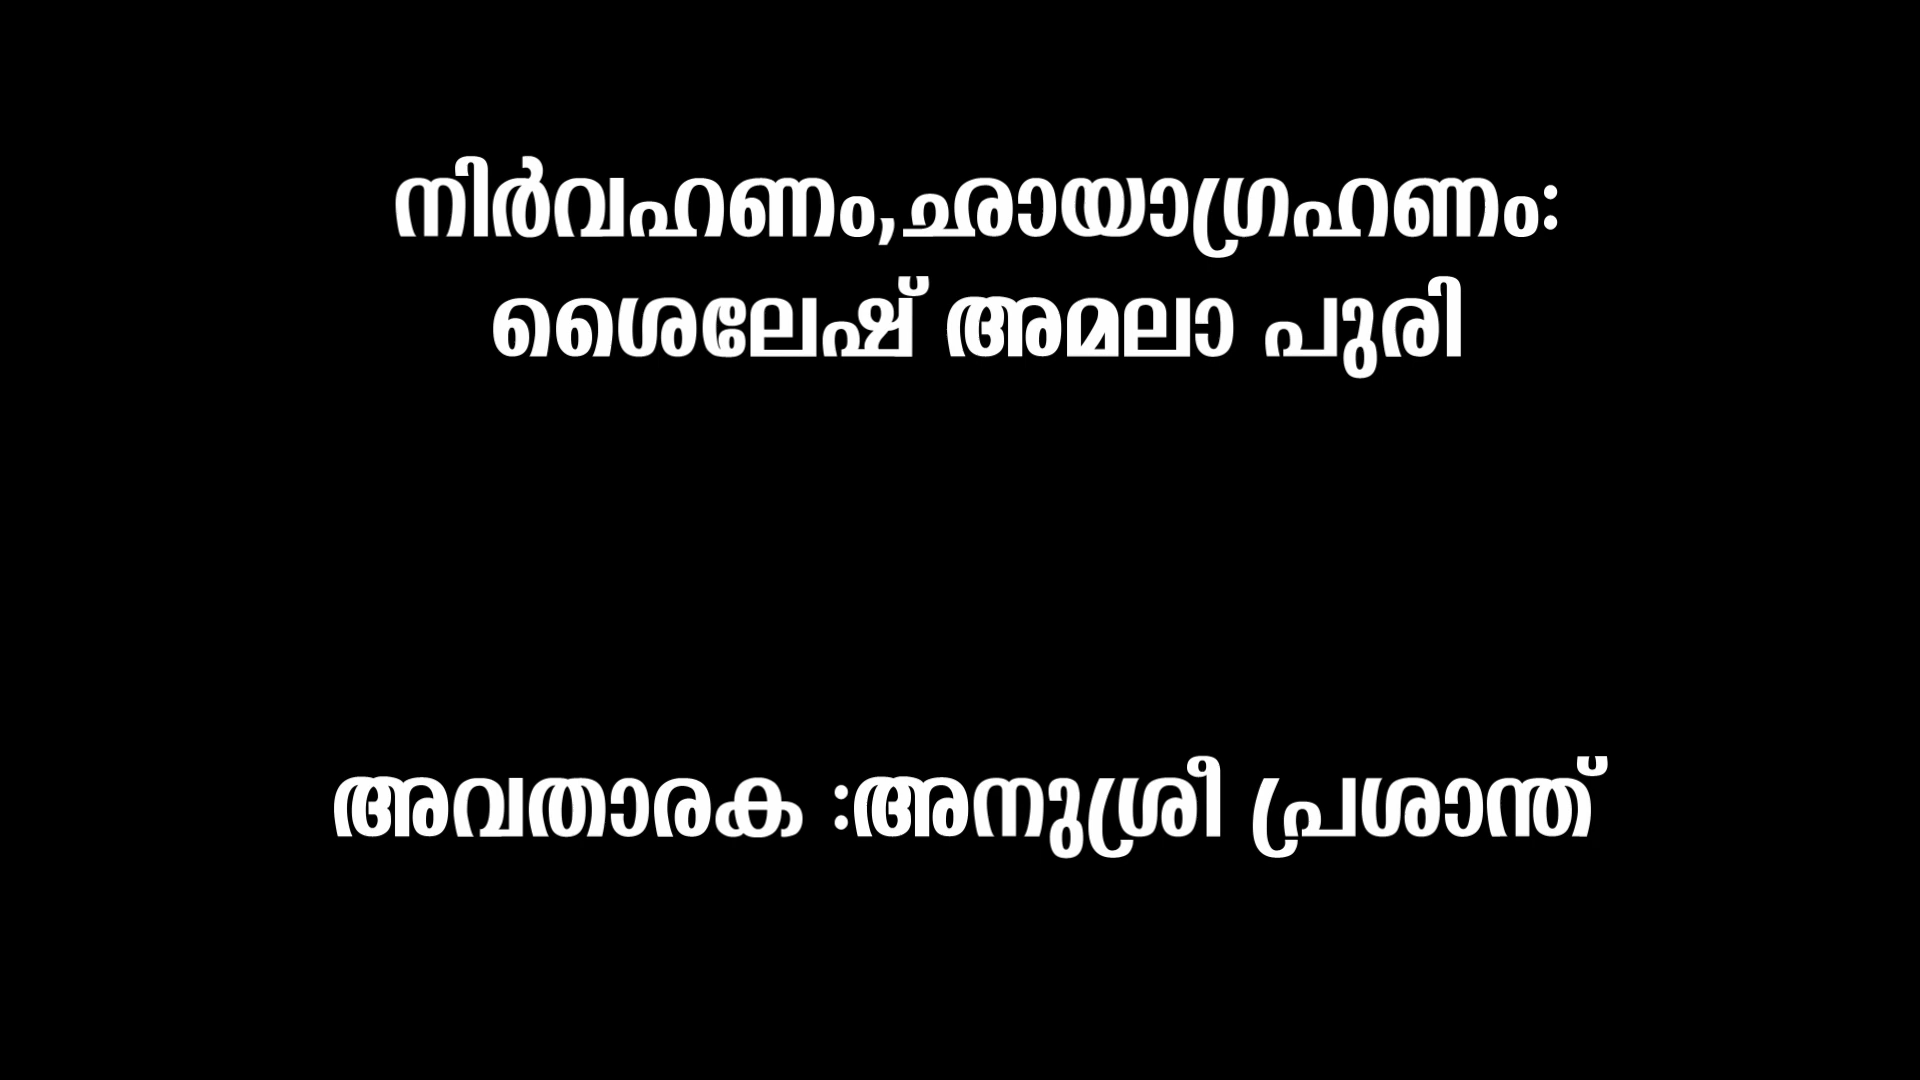 നിർവഹണം,ഛായാഗ്രഹണം:
ശൈലേഷ് അമലാ പുരി
അവതാരക :അനുശ്രീ പ്രശാന്ത്